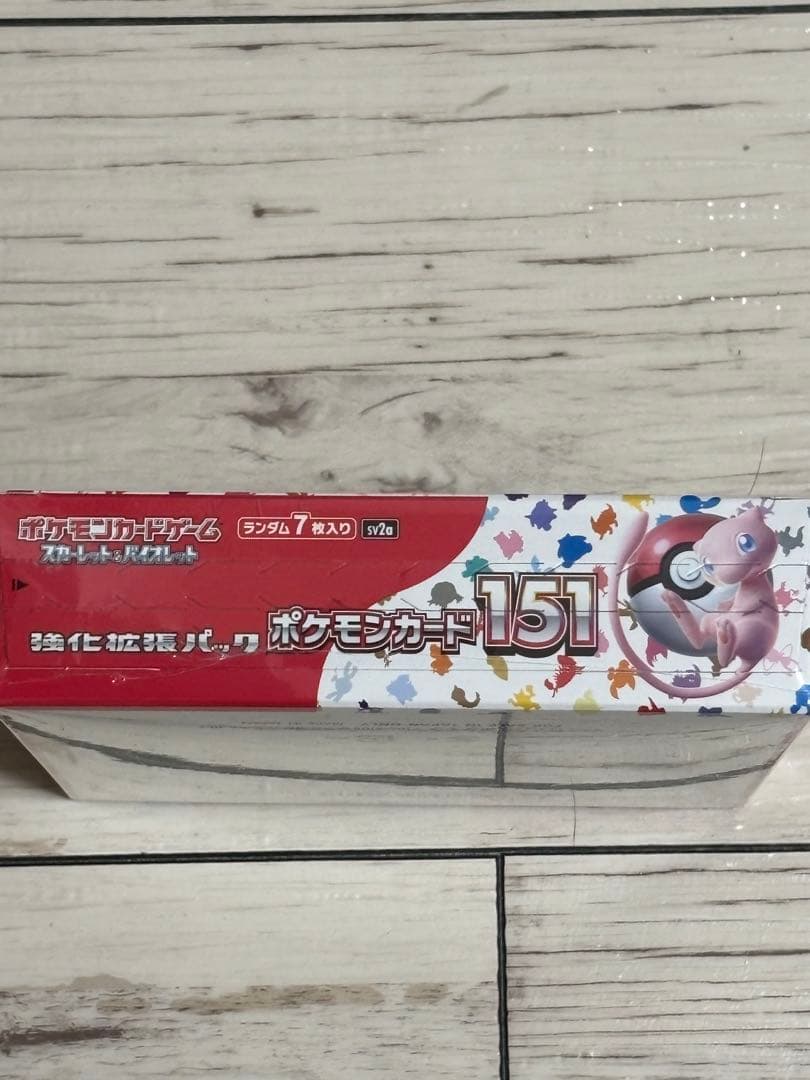 ポケモンカードゲーム
スカーレット&バイオレット
ランダム7枚入り
SV2a
強化拡張パック
ポケモンカード151